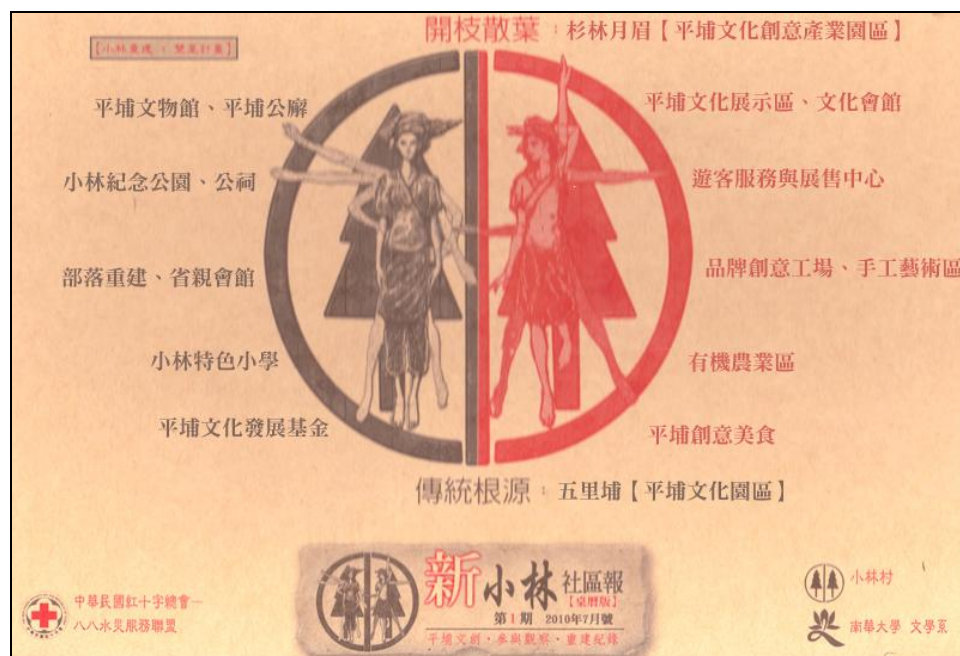 開枝散葉：杉林月眉【平埔文化創意產業園區】
【小林重建：雙黨計畫】
平埔文物館、平埔公廨
小林紀念公園、公祠
部落重建、省親會館
小林特色小學
平埔文化發展基金
平埔文化展示區、文化會館
遊客服務與展售中心
品牌創意工場、手工藝術區
有機農業區
平埔創意美食
傳統根源：五里埔【平埔文化園區】
新小林社區報
【桌曆版】
第1期 2010年7月號
平埔文創・參與觀察・重建紀錄
中華民國紅十字總會—
八八水災服務聯盟
小林村
南華大學 文學系